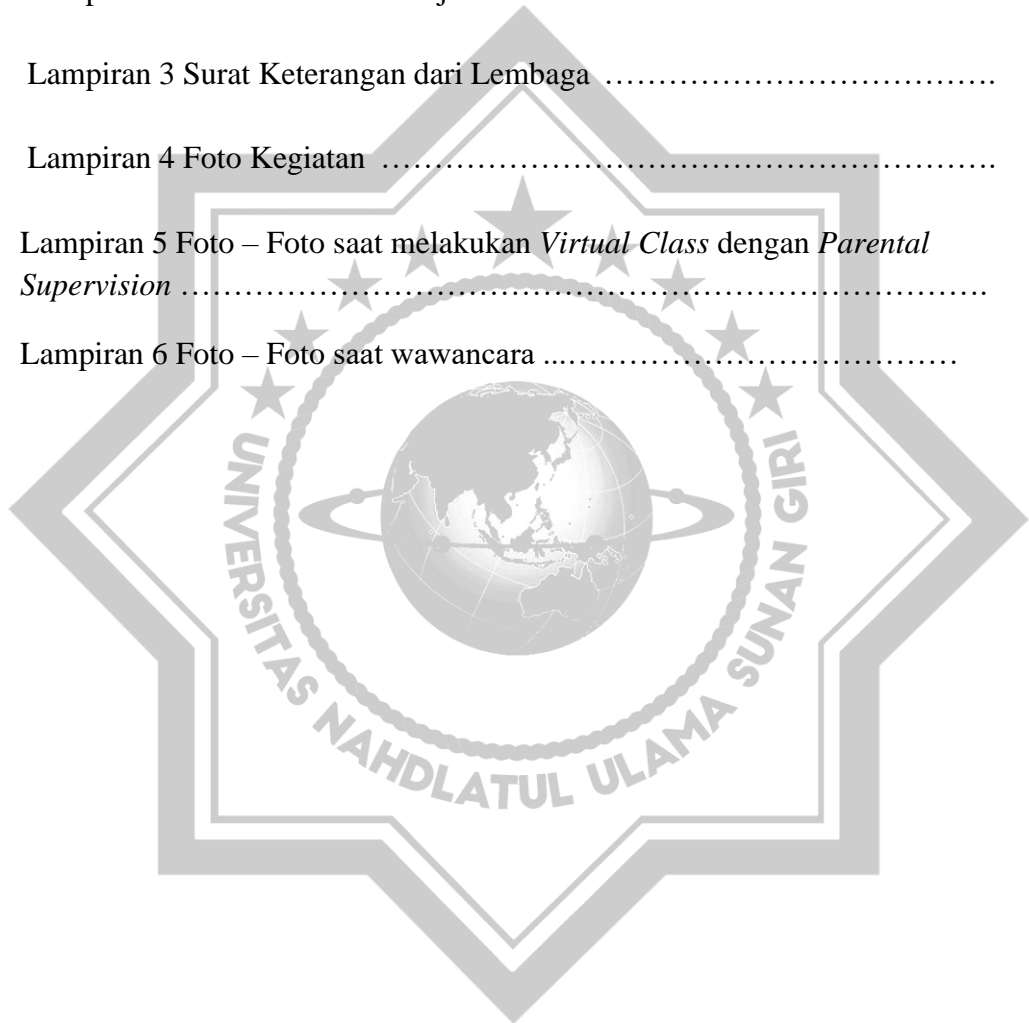 Lampiran 3 Surat Keterangan dari Lembaga ……………………………….
Lampiran 4 Foto Kegiatan ………………………………………………….
Lampiran 5 Foto – Foto saat melakukan Virtual Class dengan Parental
Supervision ………………………………………………………………….
Lampiran 6 Foto – Foto saat wawancara ...………………………………
UNIVERSITAS NAHDLATUL ULAMA SUNAN GIRI